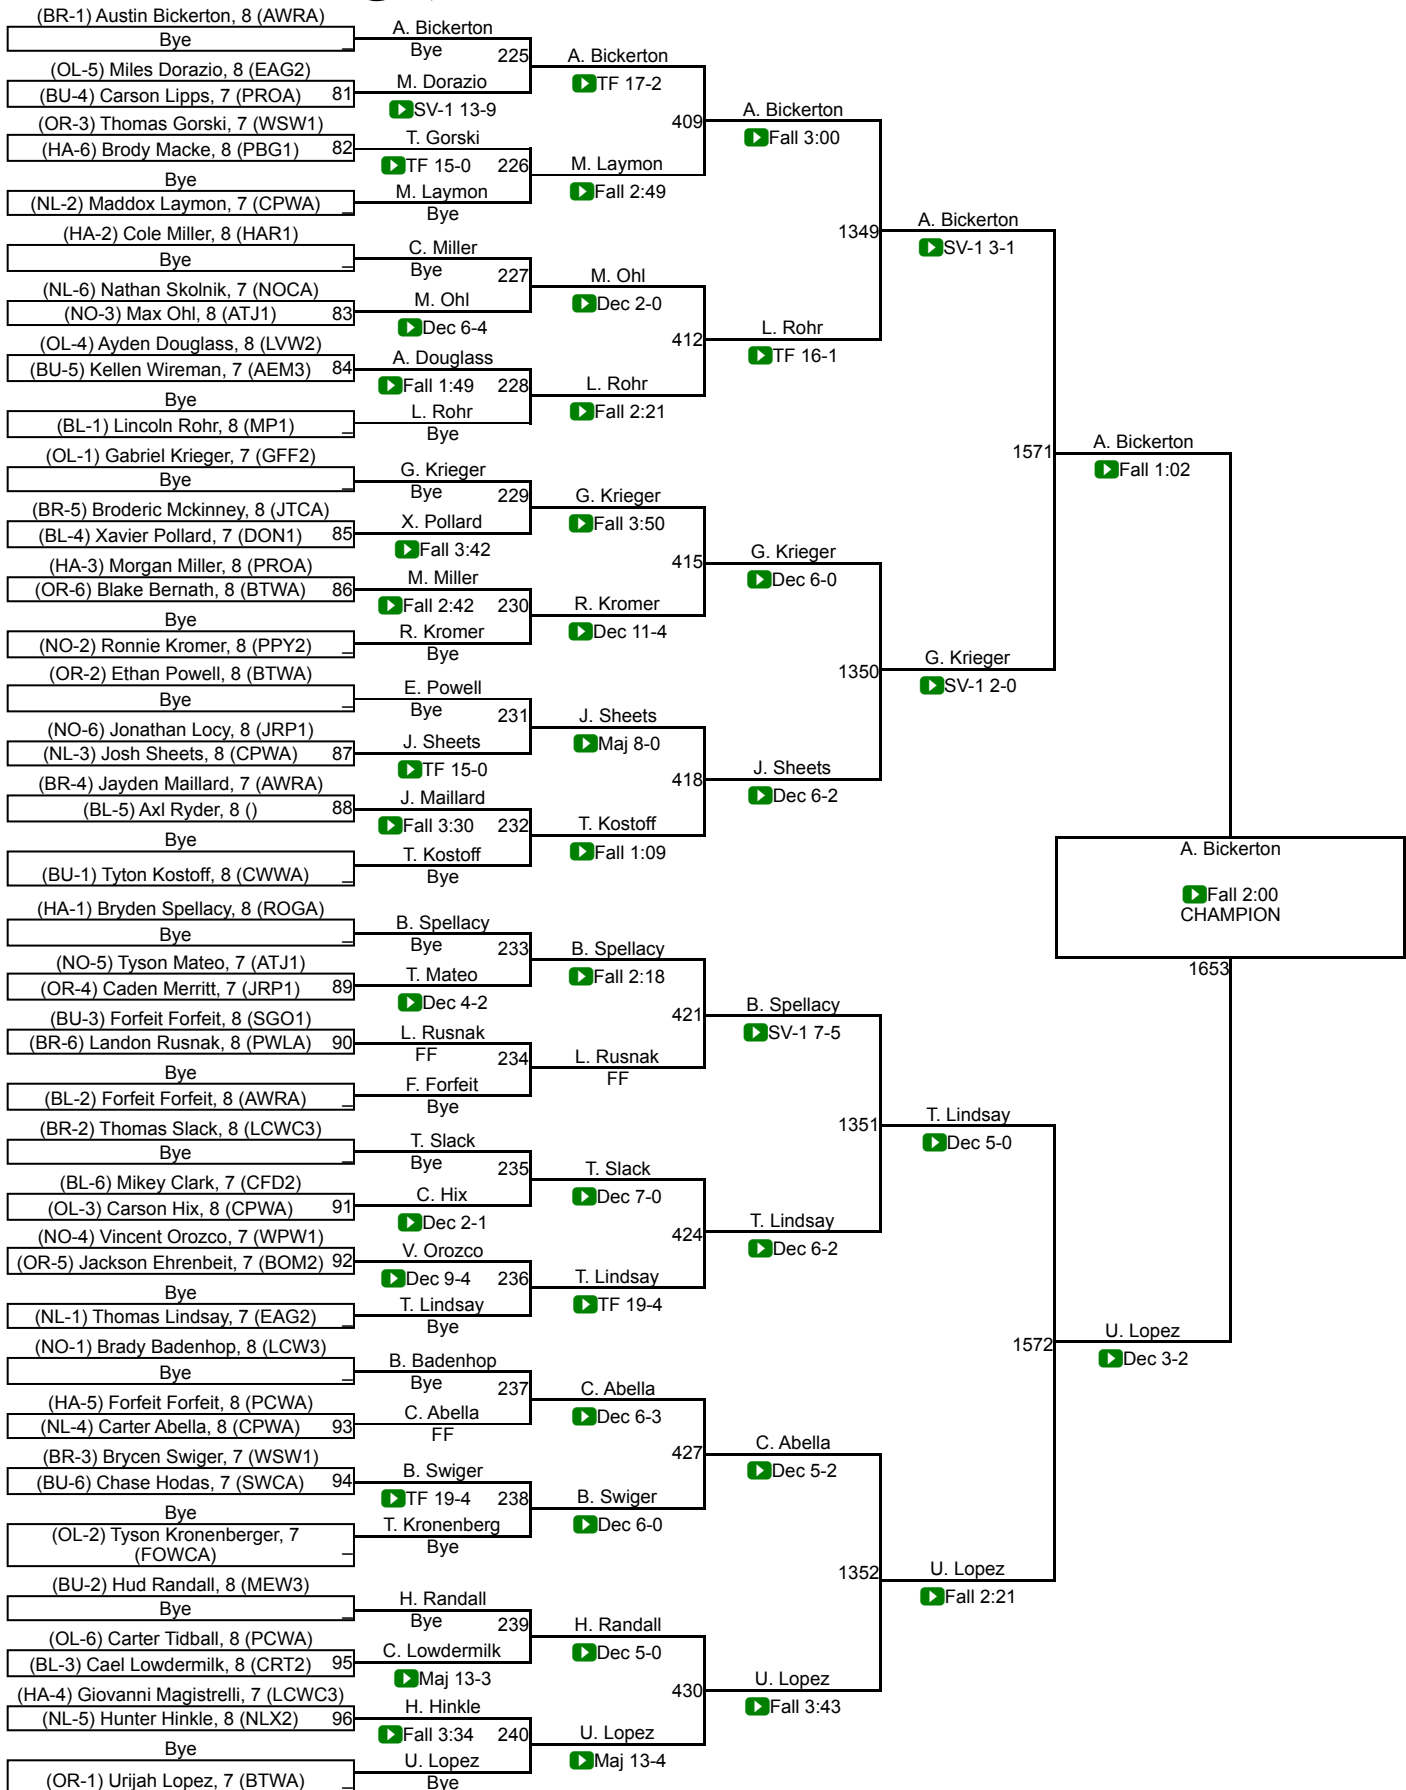 (BR-1) Austin Bickerton, 8 (AWRA)
Bye
(OL-5) Miles Dorazio, 8 (EAG2)
(BU-4) Carson Lipps, 7 (PROA) 81
(OR-3) Thomas Gorski, 7 (WSW1)
(HA-6) Brody Macke, 8 (PBG1) 82
Bye
(NL-2) Maddox Laymon, 7 (CPWA)
(HA-2) Cole Miller, 8 (HAR1)
Bye
(NL-6) Nathan Skolnik, 7 (NOCA)
(NO-3) Max Ohl, 8 (ATJ1) 83
(OL-4) Ayden Douglass, 8 (LVW2)
(BU-5) Kellen Wireman, 7 (AEM3) 84
Bye
(BL-1) Lincoln Rohr, 8 (MP1)
(OL-1) Gabriel Krieger, 7 (GFF2)
Bye
(BR-5) Broderic Mckinney, 8 (JTCA)
(BL-4) Xavier Pollard, 7 (DON1) 85
(HA-3) Morgan Miller, 8 (PROA)
(OR-6) Blake Bernath, 8 (BTWA) 86
Bye
(NO-2) Ronnie Kromer, 8 (PPY2)
(OR-2) Ethan Powell, 8 (BTWA)
Bye
(NO-6) Jonathan Locy, 8 (JRP1)
(NL-3) Josh Sheets, 8 (CPWA) 87
(BR-4) Jayden Maillard, 7 (AWRA)
(BL-5) Axl Ryder, 8 () 88
Bye
(BU-1) Tyton Kostoff, 8 (CWWA)
(HA-1) Bryden Spellacy, 8 (ROGA)
Bye
(NO-5) Tyson Mateo, 7 (ATJ1)
(OR-4) Caden Merritt, 7 (JRP1) 89
(BU-3) Forfeit Forfeit, 8 (SGO1)
(BR-6) Landon Rusnak, 8 (PWLA) 90
Bye
(BL-2) Forfeit Forfeit, 8 (AWRA)
(BR-2) Thomas Slack, 8 (LCWC3)
Bye
(BL-6) Mikey Clark, 7 (CFD2)
(OL-3) Carson Hix, 8 (CPWA) 91
(NO-4) Vincent Orozco, 7 (WPW1)
(OR-5) Jackson Ehrenbeit, 7 (BOM2) 92
Bye
(NL-1) Thomas Lindsay, 7 (EAG2)
(NO-1) Brady Badenhop, 8 (LCW3)
Bye
(HA-5) Forfeit Forfeit, 8 (PCWA)
(NL-4) Carter Abella, 8 (CPWA) 93
(BR-3) Brycen Swiger, 7 (WSW1)
(BU-6) Chase Hodas, 7 (SWCA) 94
Bye
(OL-2) Tyson Kronenberger, 7
(FOWCA)
(BU-2) Hud Randall, 8 (MEW3)
Bye
(OL-6) Carter Tidball, 8 (PCWA)
(BL-3) Cael Lowdermilk, 8 (CRT2) 95
(HA-4) Giovanni Magistrelli, 7 (LCWC3)
(NL-5) Hunter Hinkle, 8 (NLX2) 96
Bye
(OR-1) Urijah Lopez, 7 (BTWA)
A. Bickerton
Bye 225
M. Dorazio
SV-1 13-9
T. Gorski
TF 15-0 226
M. Laymon
Bye
C. Miller
Bye 227
M. Ohl
Dec 6-4
A. Douglass
Fall 1:49 228
L. Rohr
Bye
G. Krieger
Bye 229
X. Pollard
Fall 3:42
M. Miller
Fall 2:42 230
R. Kromer
Bye
E. Powell
Bye 231
J. Sheets
TF 15-0
J. Maillard
Fall 3:30 232
T. Kostoff
Bye
B. Spellacy
Bye 233
T. Mateo
Dec 4-2
L. Rusnak
FF 234
F. Forfeit
Bye
T. Slack
Bye 235
C. Hix
Dec 2-1
V. Orozco
Dec 9-4 236
T. Lindsay
Bye
B. Badenhop
Bye 237
C. Abella
FF
B. Swiger
TF 19-4 238
T. Kronenberg
Bye
H. Randall
Bye 239
C. Lowdermilk
Maj 13-3
H. Hinkle
Fall 3:34 240
U. Lopez
Bye
A. Bickerton
TF 17-2
409
M. Laymon
Fall 2:49
M. Ohl
Dec 2-0
412
L. Rohr
Fall 2:21
G. Krieger
Fall 3:50
415
R. Kromer
Dec 11-4
J. Sheets
Maj 8-0
418
T. Kostoff
Fall 1:09
B. Spellacy
Fall 2:18
421
L. Rusnak
FF
T. Slack
Dec 7-0
424
T. Lindsay
TF 19-4
C. Abella
Dec 6-3
427
B. Swiger
Dec 6-0
H. Randall
Dec 5-0
430
U. Lopez
Maj 13-4
A. Bickerton
Fall 3:00
1349
L. Rohr
TF 16-1
G. Krieger
Dec 6-0
1350
J. Sheets
Dec 6-2
B. Spellacy
SV-1 7-5
1351
T. Lindsay
Dec 6-2
C. Abella
Dec 5-2
1352
U. Lopez
Fall 3:43
A. Bickerton
SV-1 3-1
1571
G. Krieger
SV-1 2-0
T. Lindsay
Dec 5-0
1572
U. Lopez
Fall 2:21
A. Bickerton
Fall 1:02
U. Lopez
Dec 3-2
A. Bickerton
Fall 2:00
CHAMPION
1653